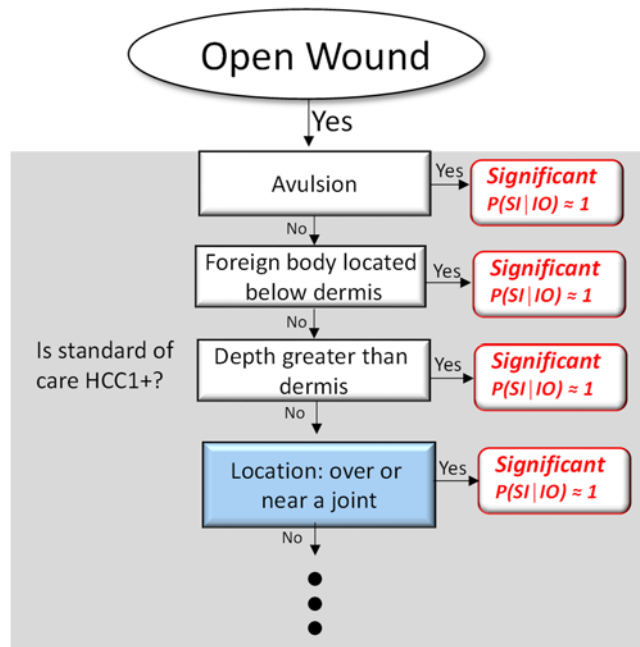 Open Wound
Yes
Avulsion
Yes
Significant
P(SI|IO) ≈ 1
No
Foreign body located
below dermis
Yes
Significant
P(SI|IO) ≈ 1
No
Is standard of
care HCC1+?
Depth greater than
dermis
Yes
Significant
P(SI|IO) ≈ 1
No
Location: over or
near a joint
Yes
Significant
P(SI|IO) ≈ 1
No